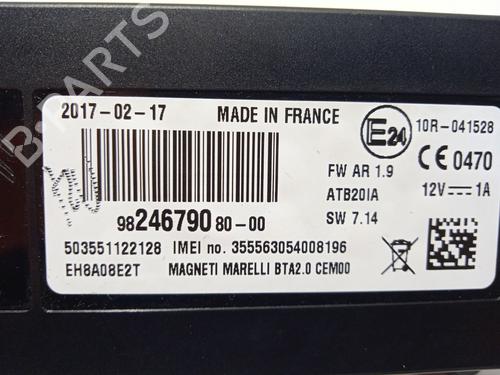 2017-02-17 MADE IN FRANCE
E24 10R-041528
FW AR 1.9 CE 0470
ATB20IA 12V 1A
98246790 80-00 SW 7.14
503551122128 IMEI no. 355563054008196
EH8A08E2T MAGNETI MARELLI BTA2.0 CEM00
B-PARTS